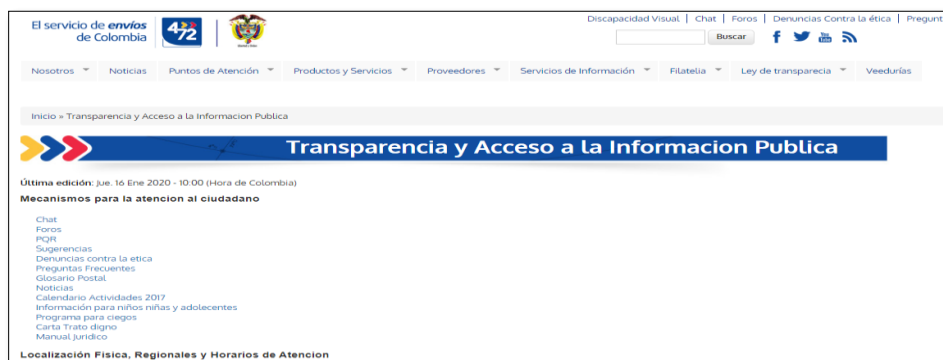 El servicio de envíos
de Colombia
472
Discapacidad Visual | Chat | Foros | Denuncias Contra la ética | Pregunt
Buscar
Nosotros Noticias Puntos de Atención Productos y Servicios Proveedores Servicios de Información Filatelia Ley de transparecia Veedurías
Inicio » Transparencia y Acceso a la Informacion Publica
Transparencia y Acceso a la Informacion Publica
Última edición: Jue. 16 Ene 2020 - 10:00 (Hora de Colombia)
Mecanismos para la atencion al ciudadano
Chat
Foros
PQR
Sugerencias
Denuncias contra la etica
Preguntas Frecuentes
Glosario Postal
Noticias
Calendario Actividades 2017
Información para niños niñas y adolecentes
Programa para ciegos
Carta Trato digno
Manual Juridico
Localización Fisica, Regionales y Horarios de Atencion